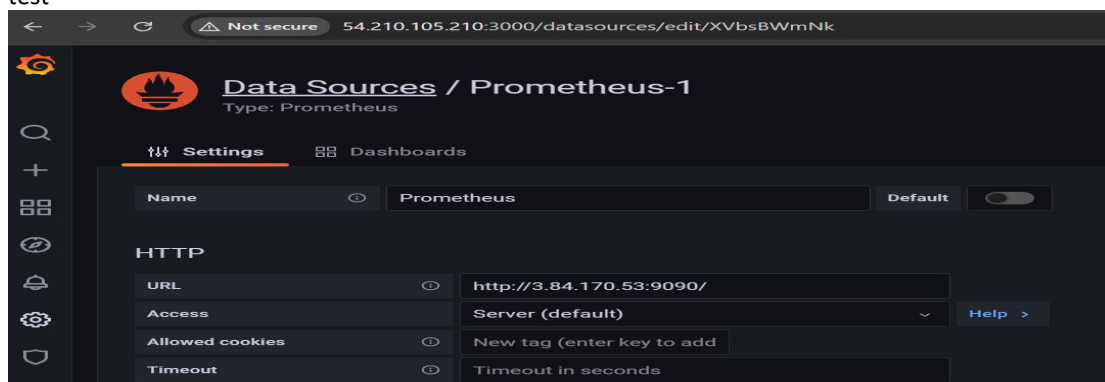 test
Not secure 54.210.105.210:3000/datasources/edit/XVbsBWmNk
Data Sources / Prometheus-1
Type: Prometheus
Settings Dashboards
Name Prometheus Default
HTTP
URL http://3.84.170.53:9090/
Access Server (default) Help >
Allowed cookies New tag (enter key to add
Timeout Timeout in seconds